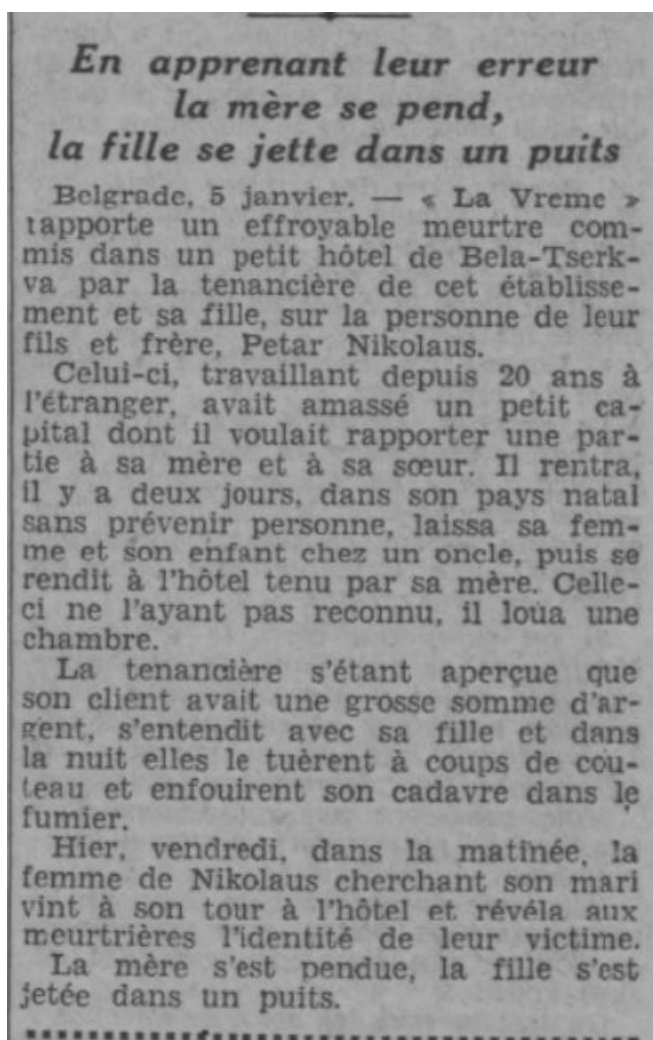 En apprenant leur erreur
la mère se pend,
la fille se jette dans un puits
Belgrade, 5 janvier. — « La Vreme »
rapporte un effroyable meurtre com-
mis dans un petit hôtel de Bela-Tserk-
va par la tenancière de cet établisse-
ment et sa fille, sur la personne de leur
fils et frère, Petar Nikolaus.
Celui-ci, travaillant depuis 20 ans à
l'étranger, avait amassé un petit ca-
pital dont il voulait rapporter une par-
tie à sa mère et à sa sœur. Il rentra,
il y a deux jours, dans son pays natal
sans prévenir personne, laissa sa fem-
me et son enfant chez un oncle, puis se
rendit à l'hôtel tenu par sa mère. Celle-
ci ne l'ayant pas reconnu, il loua une
chambre.
La tenancière s'étant aperçue que
son client avait une grosse somme d'ar-
gent, s'entendit avec sa fille et dans
la nuit elles le tuèrent à coups de cou-
teau et enfouirent son cadavre dans le
fumier.
Hier, vendredi, dans la matinée, la
femme de Nikolaus cherchant son mari
vint à son tour à l'hôtel et révéla aux
meurtrières l'identité de leur victime.
La mère s'est pendue, la fille s'est
jetée dans un puits.